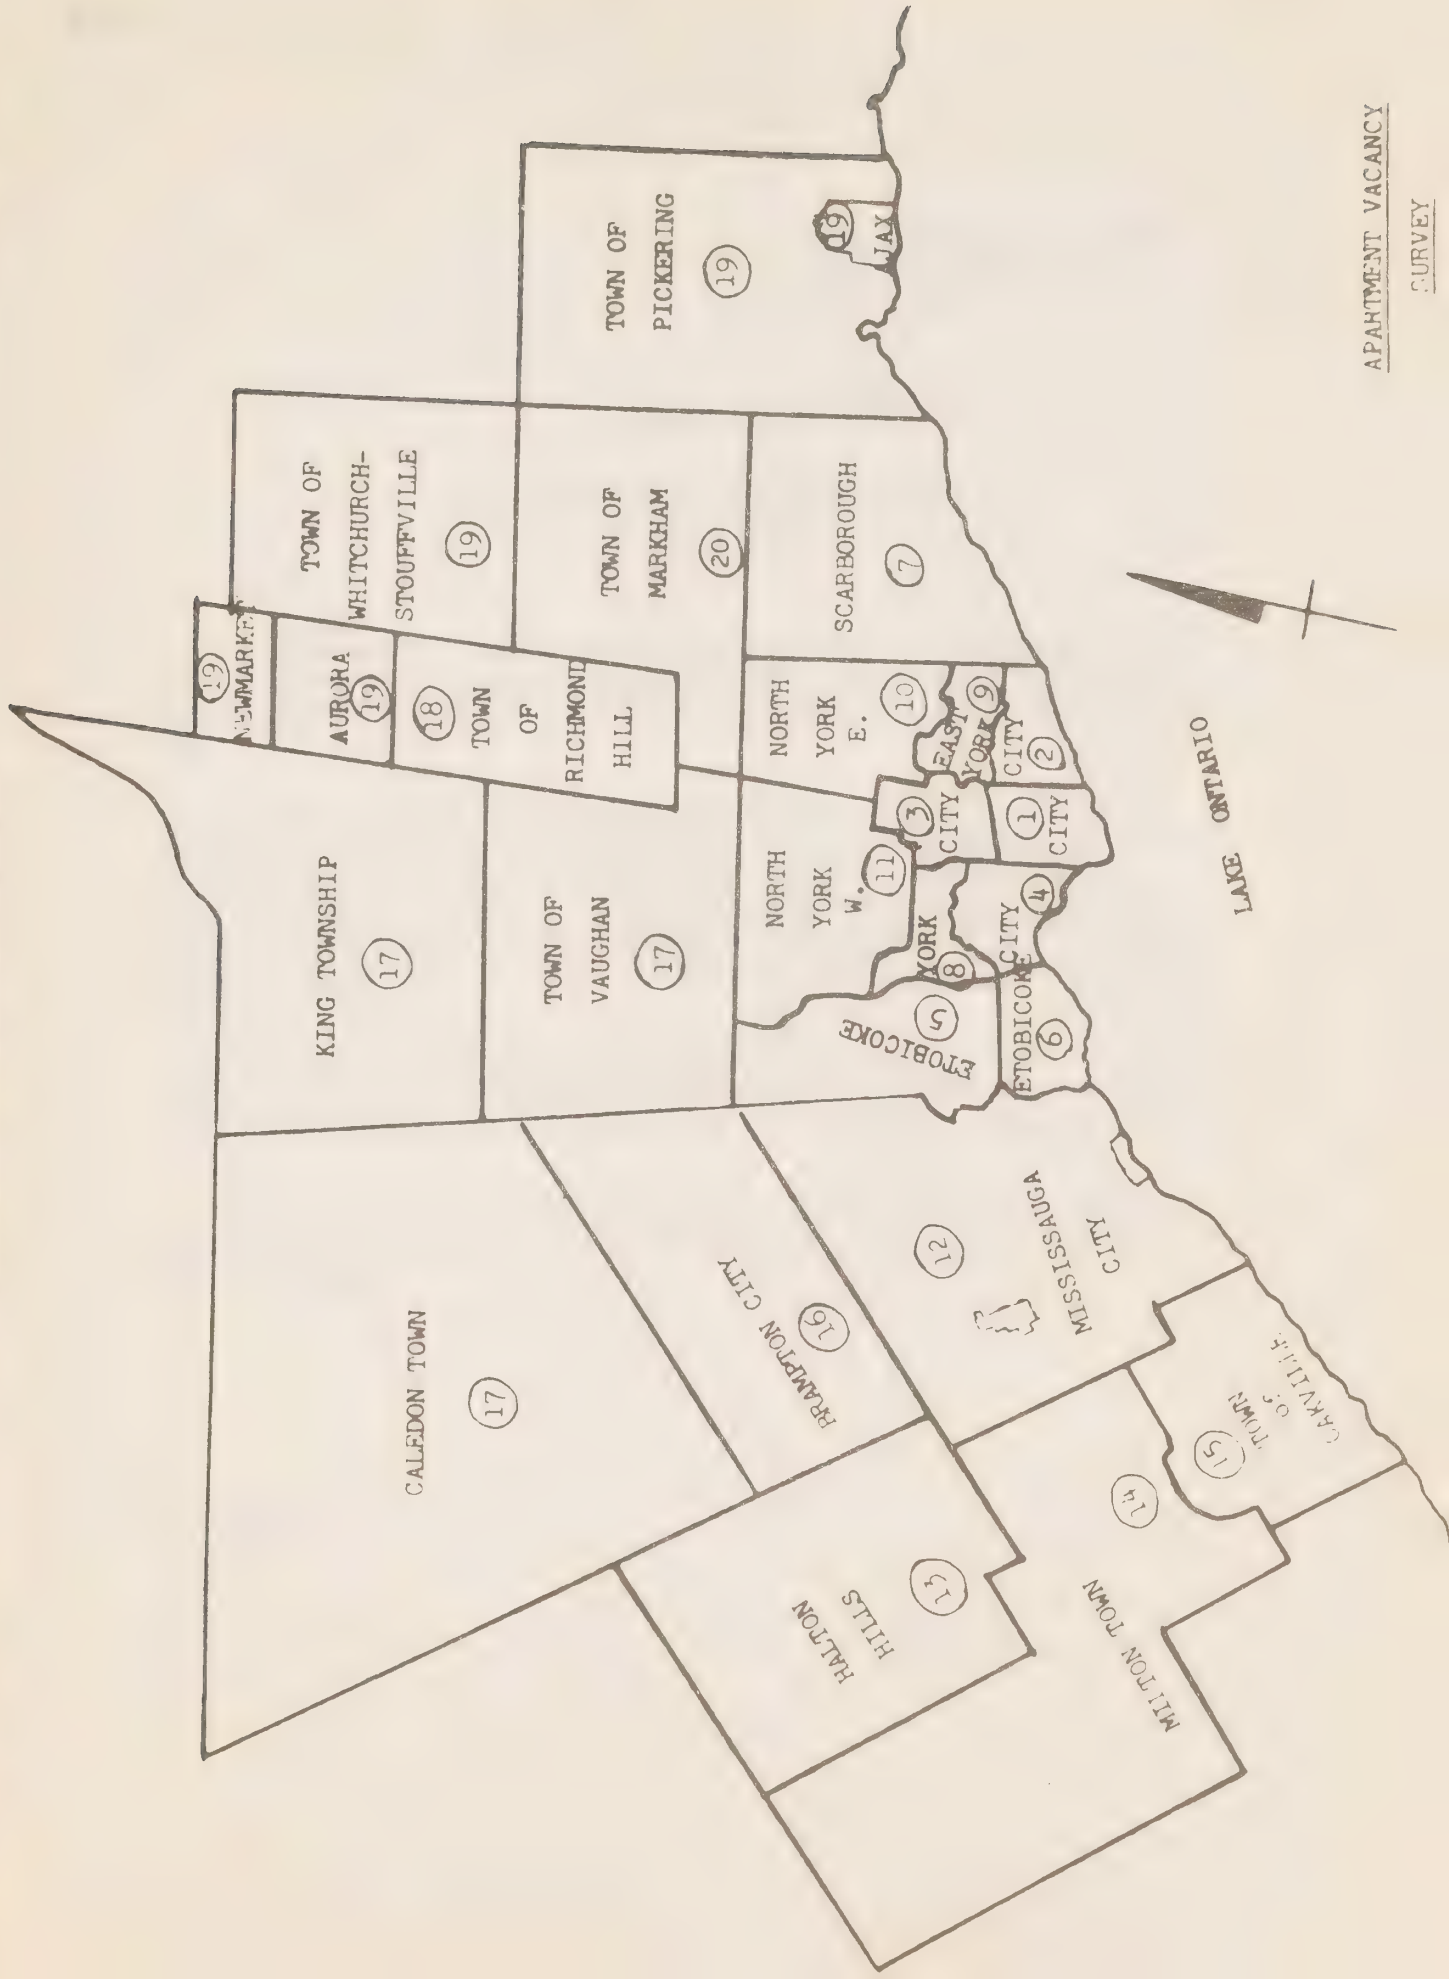 KING TOWNSHIP
17
19
NEWMARKET
AURORA
19
TOWN OF
WHITCHURCH-
STOUFFVILLE
19
18
TOWN
OF
RICHMOND
HILL
CALEDON TOWN
17
TOWN OF
VAUGHAN
17
TOWN OF
MARKHAM
20
TOWN OF
PICKERING
19
19
AJAX
BRAMPTON CITY
16
NORTH
YORK
W.
11
NORTH
YORK
E.
10
SCARBOROUGH
7
HALTON
HILLS
13
12
MISSISSAUGA
CITY
ETOBICOKE
5
YORK
8
3
CITY
EAST
YORK
9
ETOBICOKE
6
CITY
4
1
CITY
CITY
2
MILTON TOWN
14
15
TOWN
OF
OAKVILLE
LAKE ONTARIO
APARTMENT VACANCY
SURVEY